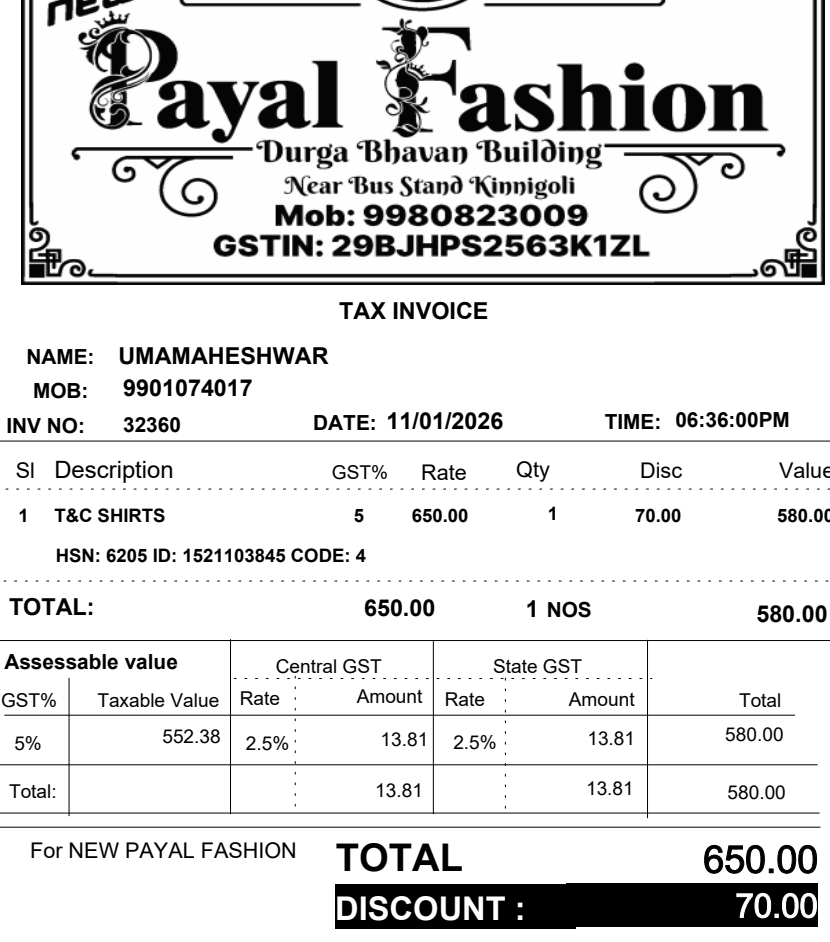 new
Payal Fashion
Durga Bhavan Building
Near Bus Stand Kinnigoli
Mob: 9980823009
GSTIN: 29BJHPS2563K1ZL
TAX INVOICE
NAME: UMAMAHESHWAR
MOB: 9901074017
INV NO: 32360 DATE: 11/01/2026 TIME: 06:36:00PM
Sl Description GST% Rate Qty Disc Value
1 T&C SHIRTS 5 650.00 1 70.00 580.00
HSN: 6205 ID: 1521103845 CODE: 4
TOTAL: 650.00 1 NOS 580.00
Assessable value Central GST State GST
GST% Taxable Value Rate Amount Rate Amount Total
5% 552.38 2.5% 13.81 2.5% 13.81 580.00
Total: 13.81 13.81 580.00
For NEW PAYAL FASHION TOTAL 650.00
DISCOUNT : 70.00